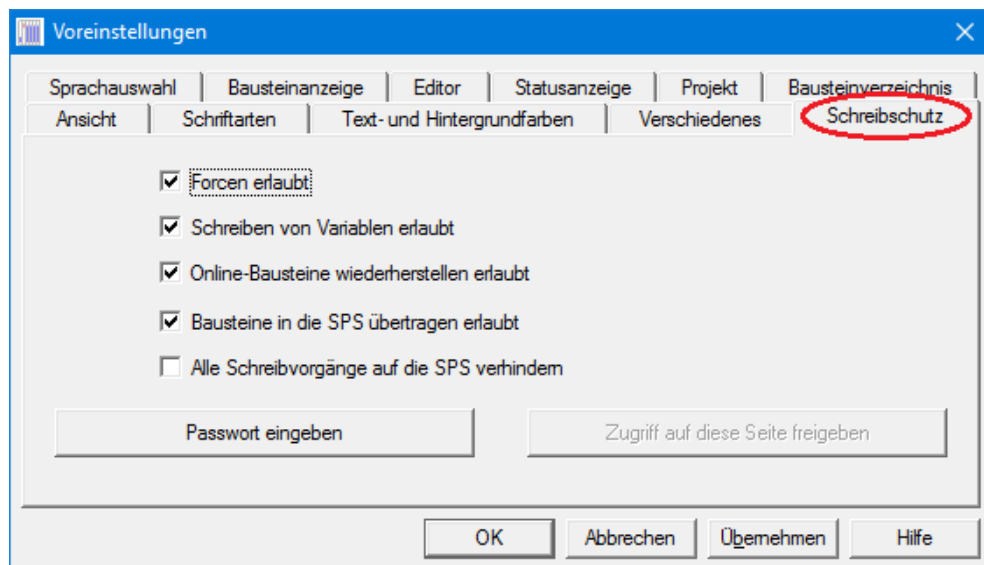 Voreinstellungen
Sprachauswahl Bausteinanzeige Editor Statusanzeige Projekt Bausteinverzeichnis
Ansicht Schriftarten Text- und Hintergrundfarben Verschiedenes Schreibschutz
Forcen erlaubt
Schreiben von Variablen erlaubt
Online-Bausteine wiederherstellen erlaubt
Bausteine in die SPS übertragen erlaubt
Alle Schreibvorgänge auf die SPS verhindern
Passwort eingeben Zugriff auf diese Seite freigeben
OK Abbrechen Übernehmen Hilfe